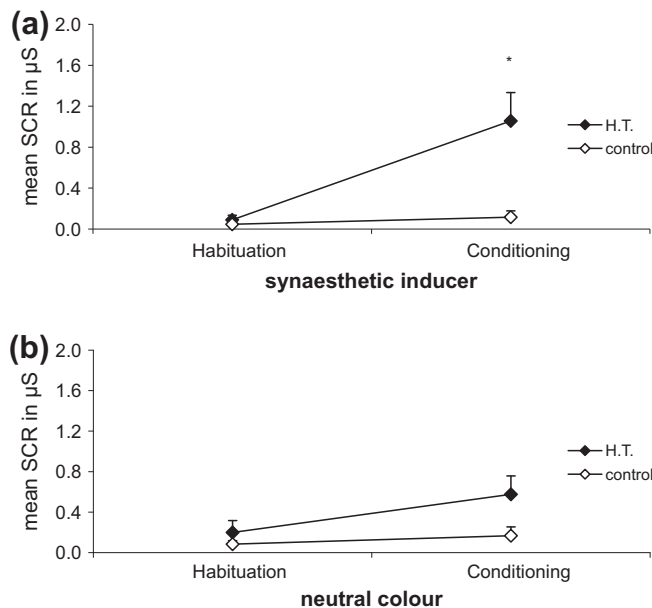 (a)
mean SCR in µS
2.0
1.6
1.2
0.8
0.4
0.0
*
H.T.
control
Habituation Conditioning
synaesthetic inducer
(b)
mean SCR in µS
2.0
1.6
1.2
0.8
0.4
0.0
H.T.
control
Habituation Conditioning
neutral colour